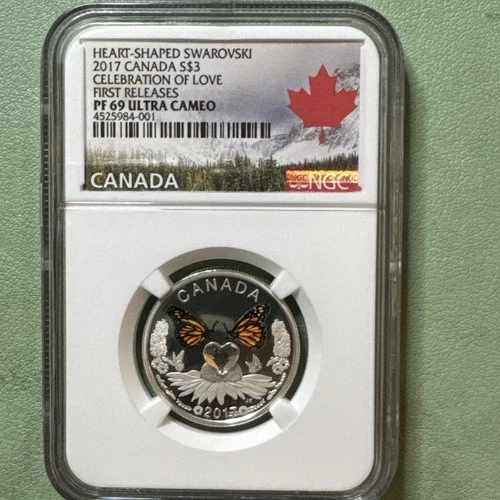 HEART-SHAPED SWAROVSKI
2017 CANADA S$3
CELEBRATION OF LOVE
FIRST RELEASES
PF 69 ULTRA CAMEO
4525984-001
CANADA
NGC
CANADA
2017